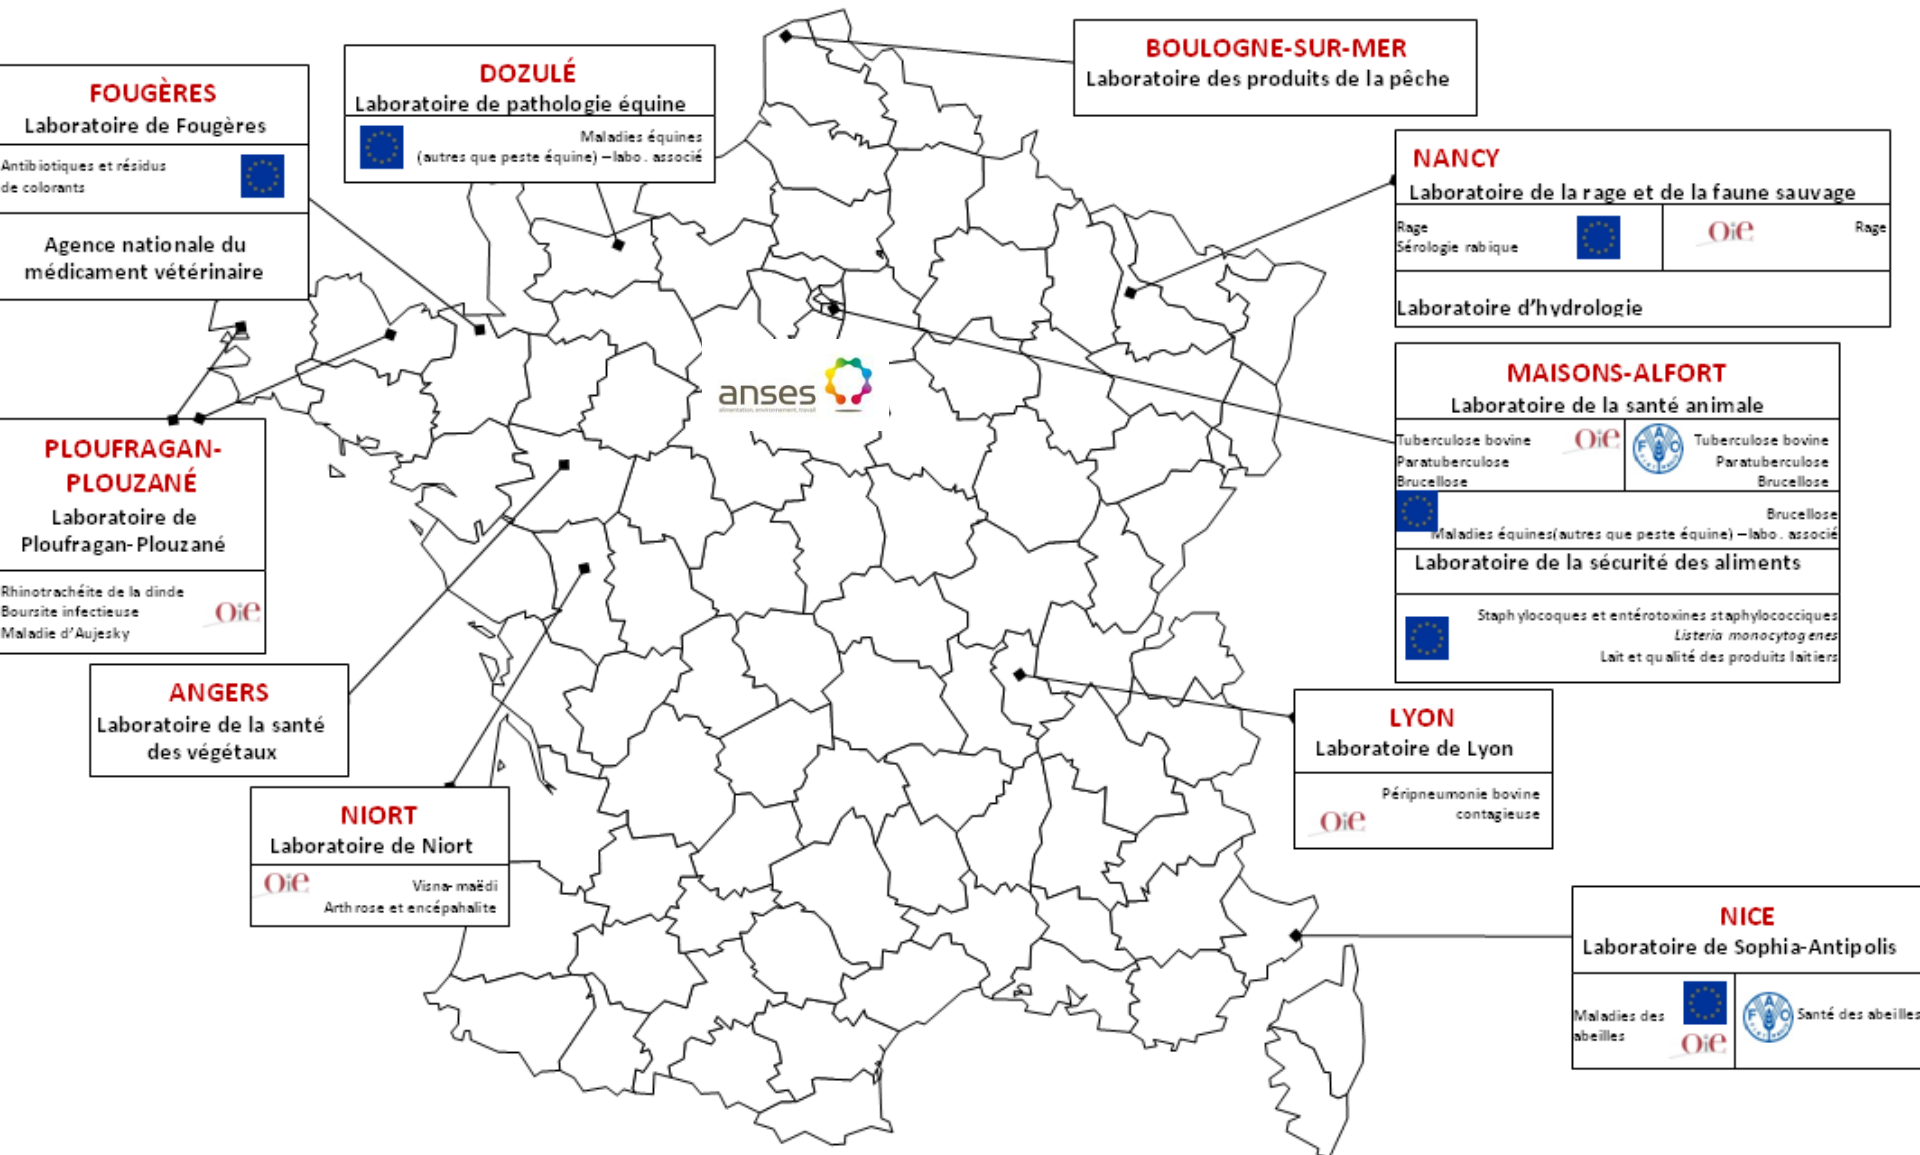 BOULOGNE-SUR-MER
Laboratoire des produits de la pêche
DOZULÉ
Laboratoire de pathologie équine
Maladies équines
(autres que peste équine) –labo. associé
FOUGÈRES
Laboratoire de Fougères
Antibiotiques et résidus
de colorants
Agence nationale du
médicament vétérinaire
NANCY
Laboratoire de la rage et de la faune sauvage
Rage
Sérologie rabique
Oie
Rage
Laboratoire d'hydrologie
MAISONS-ALFORT
Laboratoire de la santé animale
Tuberculose bovine
Paratuberculose
Brucellose
Oie
FAO
Tuberculose bovine
Paratuberculose
Brucellose
Brucellose
Maladies équines(autres que peste équine) –labo. associé
Laboratoire de la sécurité des aliments
Staphylocoques et entérotoxines staphylococciques
Listeria monocytogenes
Lait et qualité des produits laitiers
anses
alimentation, environnement, travail
PLOUFRAGAN-
PLOUZANÉ
Laboratoire de
Ploufragan-Plouzané
Rhinotrachéite de la dinde
Boursite infectieuse
Maladie d'Aujesky
Oie
ANGERS
Laboratoire de la santé
des végétaux
LYON
Laboratoire de Lyon
Péripneumonie bovine
contagieuse
Oie
NIORT
Laboratoire de Niort
Oie
Visna-maëdi
Arthrose et encépahalite
NICE
Laboratoire de Sophia-Antipolis
Maladies des
abeilles
Oie
FAO
Santé des abeilles